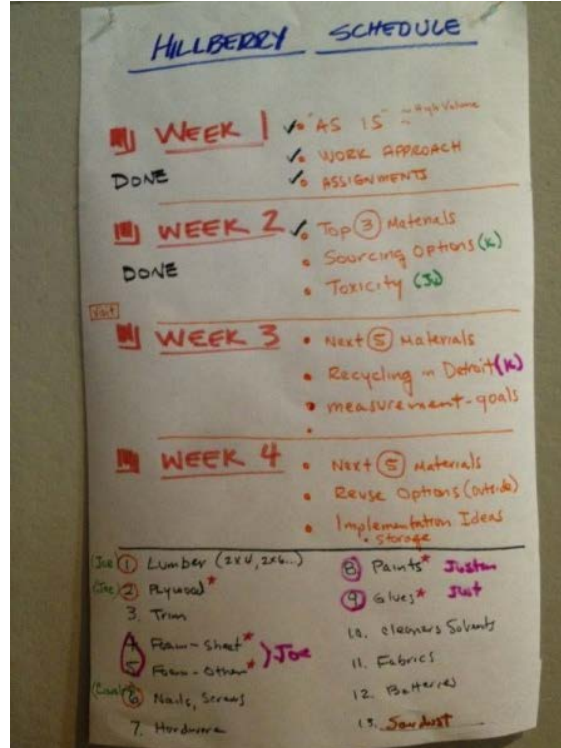 HILLBERRY SCHEDULE
WEEK 1 ✓• "AS IS" - High Volume
✓• WORK APPROACH
DONE ✓• ASSIGNMENTS
WEEK 2 ✓• Top ③ Materials
• Sourcing Options (K)
DONE
• Toxicity (Ju)
Visit
WEEK 3 • Next ⑤ Materials
• Recycling in Detroit (K)
• measurement - goals
•
WEEK 4 • Next ⑤ Materials
• Reuse Options (outside)
• Implementation Ideas
• storage
(Joe) ① Lumber (2x4, 2x6...)
(Joe) ② Plywood*
3. Trim
4 Foam - Sheet*
5 Foam - Other* ) Joe
6 Nails, Screws
7. Hardware
⑧ Paints* Justin
⑨ Glues* Just
10. cleaners Solvents
11. Fabrics
12. Batteries
13. Sawdust